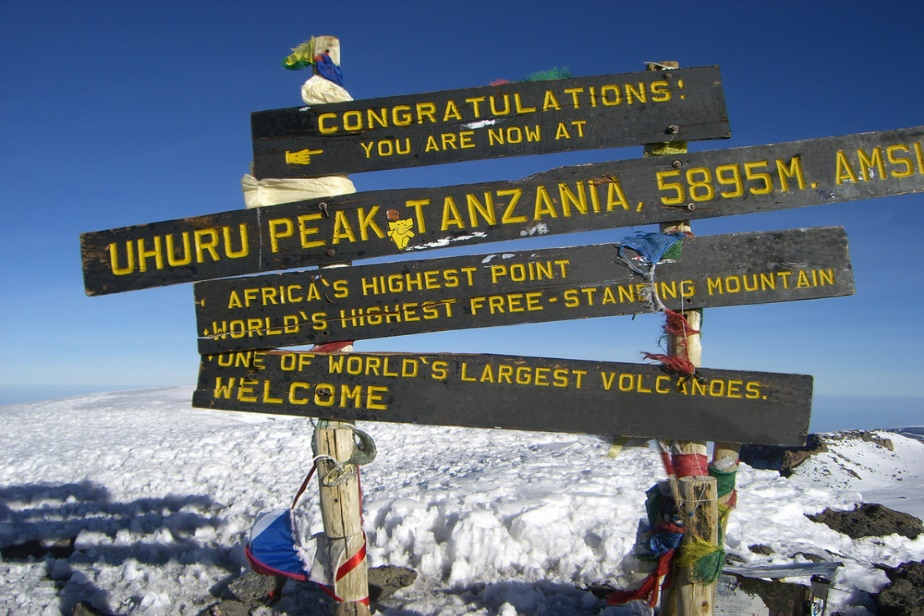 CONGRATULATIONS!
YOU ARE NOW AT
UHURU PEAK TANZANIA, 5895M. AMSL
AFRICA`S HIGHEST POINT
WORLD`S HIGHEST FREE-STANDING MOUNTAIN
ONE OF WORLD`S LARGEST VOLCANOES.
WELCOME